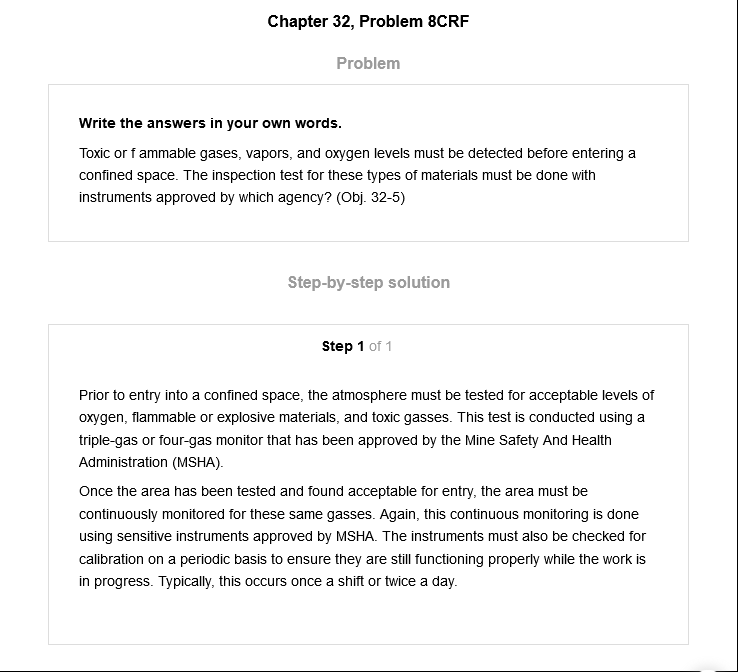 Chapter 32, Problem 8CRF
Problem
Write the answers in your own words.
Toxic or f ammable gases, vapors, and oxygen levels must be detected before entering a
confined space. The inspection test for these types of materials must be done with
instruments approved by which agency? (Obj. 32-5)
Step-by-step solution
Step 1 of 1
Prior to entry into a confined space, the atmosphere must be tested for acceptable levels of
oxygen, flammable or explosive materials, and toxic gasses. This test is conducted using a
triple-gas or four-gas monitor that has been approved by the Mine Safety And Health
Administration (MSHA).
Once the area has been tested and found acceptable for entry, the area must be
continuously monitored for these same gasses. Again, this continuous monitoring is done
using sensitive instruments approved by MSHA. The instruments must also be checked for
calibration on a periodic basis to ensure they are still functioning properly while the work is
in progress. Typically, this occurs once a shift or twice a day.